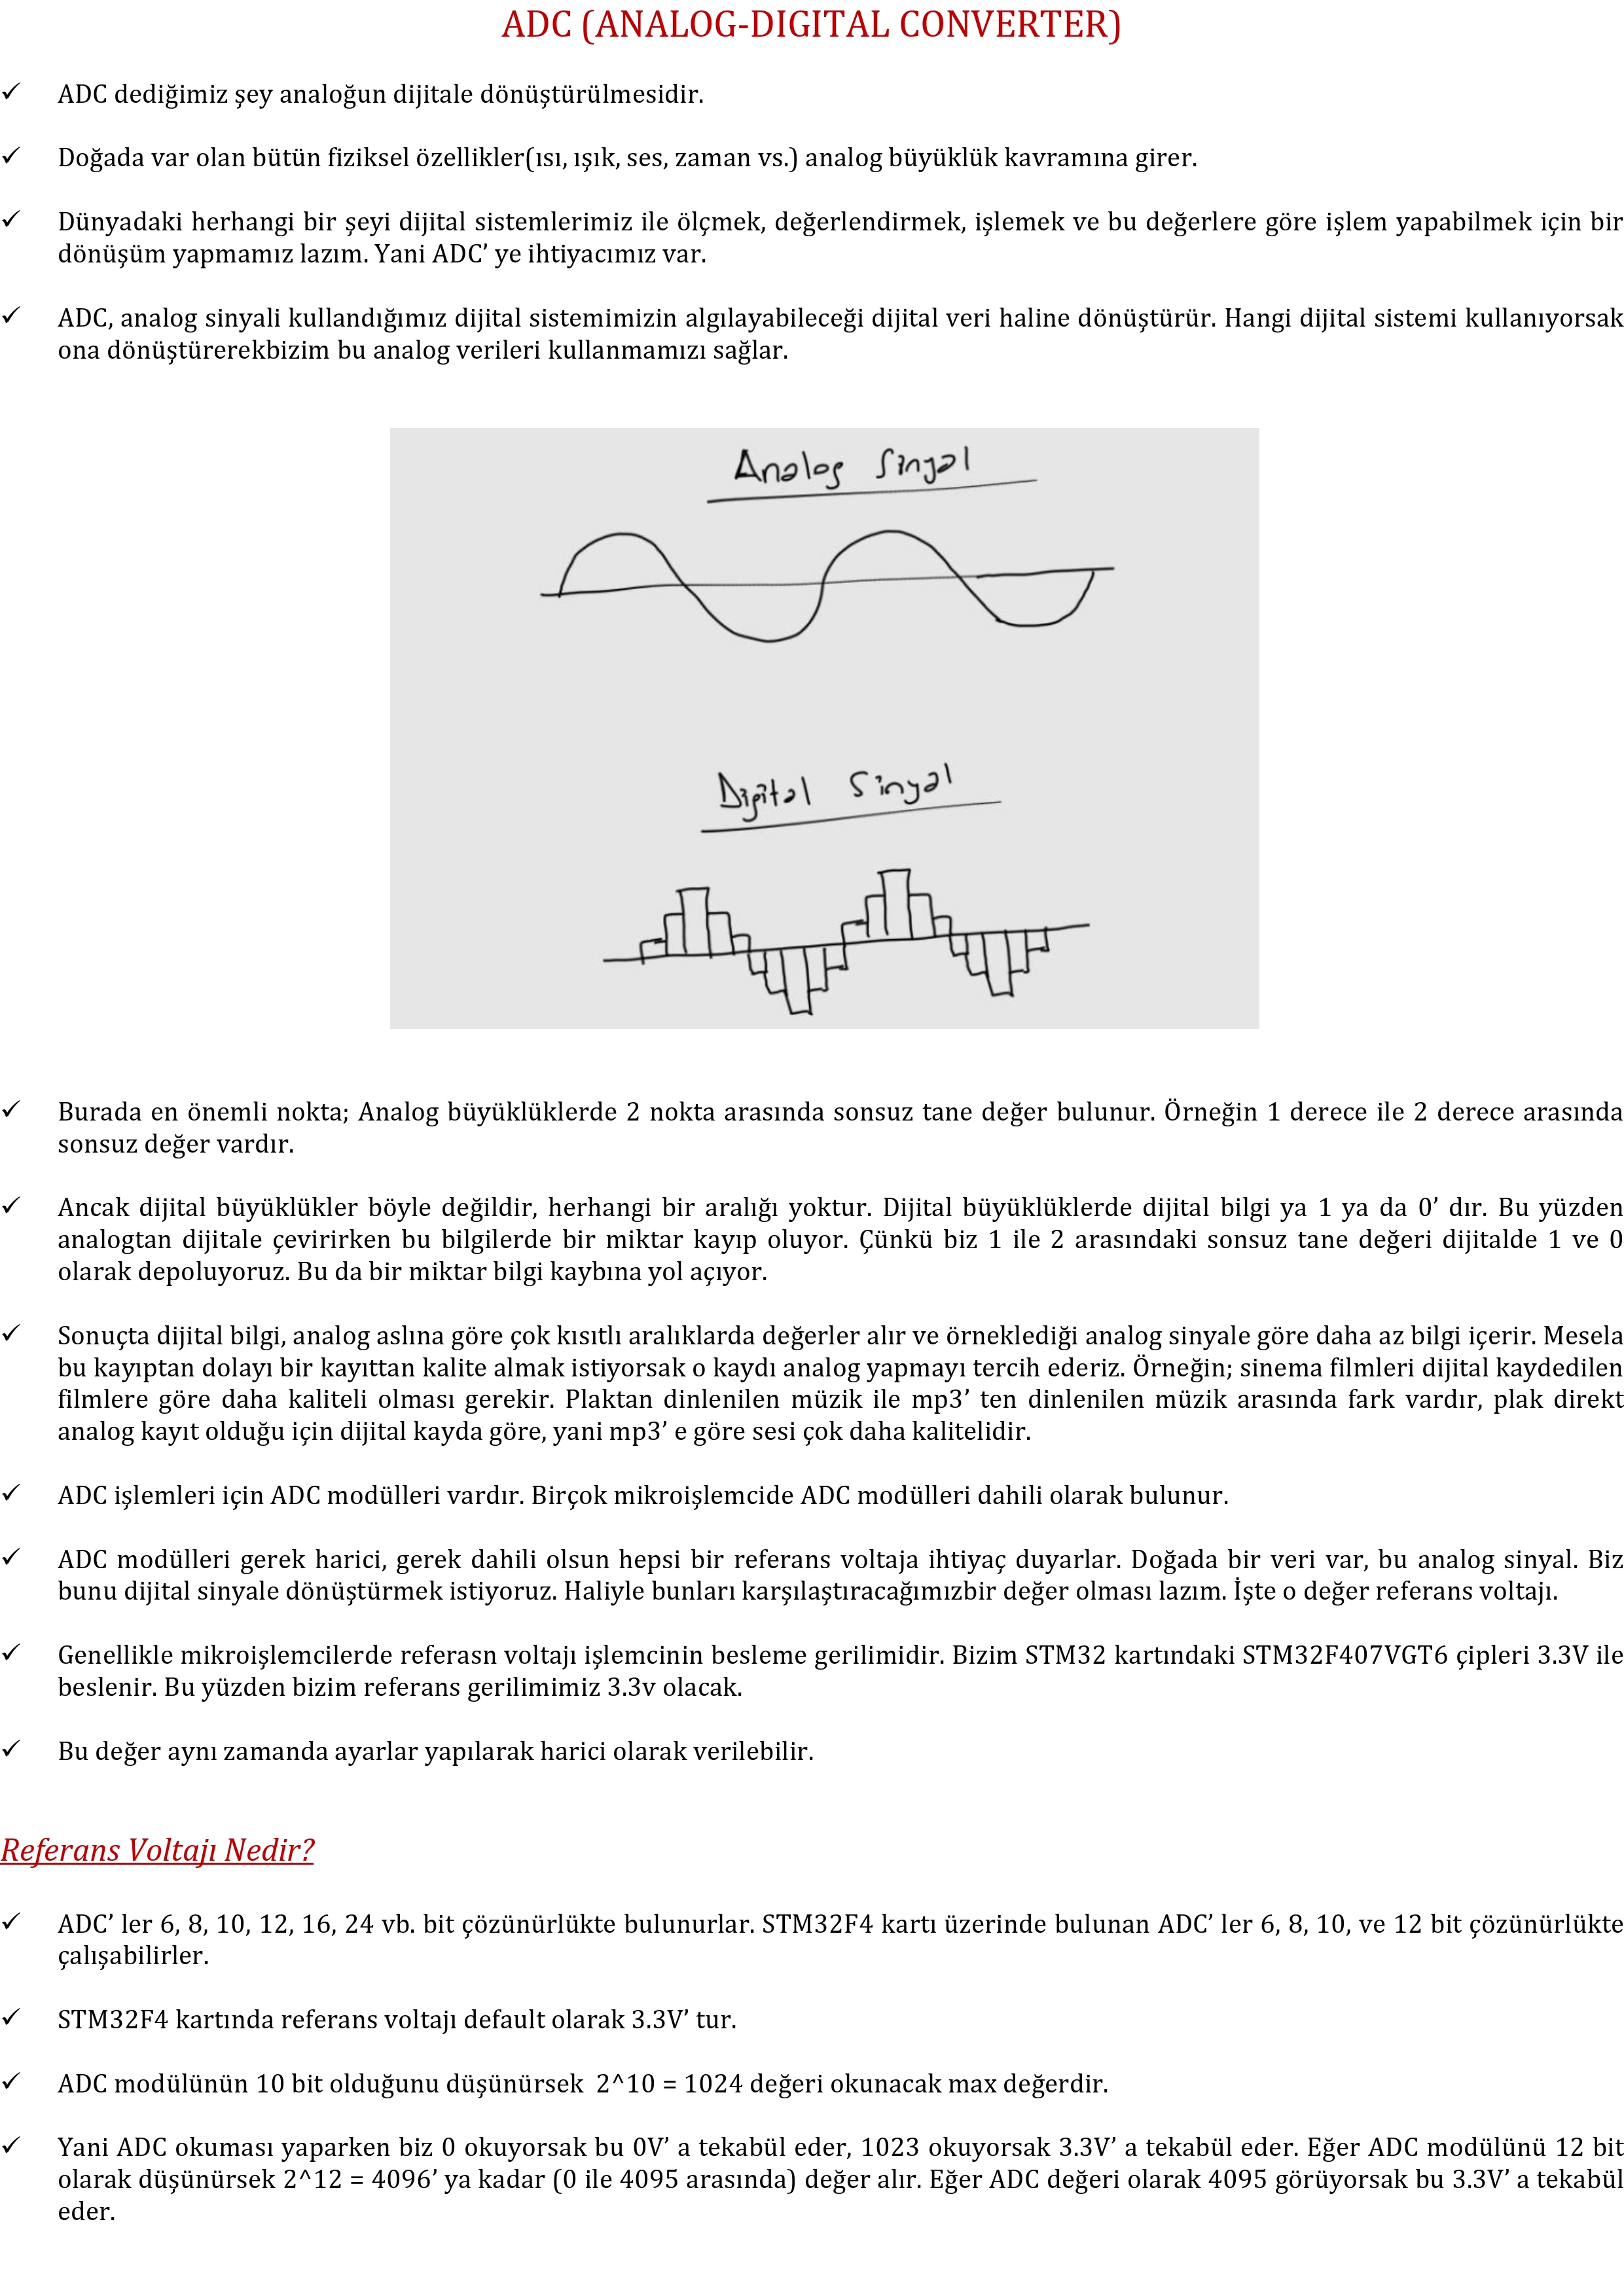 ADC (ANALOG-DIGITAL CONVERTER)
✓ ADC dediğimiz şey analoğun dijitale dönüştürülmesidir.
✓ Doğada var olan bütün fiziksel özellikler(ısı, ışık, ses, zaman vs.) analog büyüklük kavramına girer.
✓ Dünyadaki herhangi bir şeyi dijital sistemlerimiz ile ölçmek, değerlendirmek, işlemek ve bu değerlere göre işlem yapabilmek için bir
dönüşüm yapmamız lazım. Yani ADC’ ye ihtiyacımız var.
✓ ADC, analog sinyali kullandığımız dijital sistemimizin algılayabileceği dijital veri haline dönüştürür. Hangi dijital sistemi kullanıyorsak
ona dönüştürerekbizim bu analog verileri kullanmamızı sağlar.
Analog Sinyal
Digital Sinyal
✓ Burada en önemli nokta; Analog büyüklüklerde 2 nokta arasında sonsuz tane değer bulunur. Örneğin 1 derece ile 2 derece arasında
sonsuz değer vardır.
✓ Ancak dijital büyüklükler böyle değildir, herhangi bir aralığı yoktur. Dijital büyüklüklerde dijital bilgi ya 1 ya da 0’ dır. Bu yüzden
analogtan dijitale çevirirken bu bilgilerde bir miktar kayıp oluyor. Çünkü biz 1 ile 2 arasındaki sonsuz tane değeri dijitalde 1 ve 0
olarak depoluyoruz. Bu da bir miktar bilgi kaybına yol açıyor.
✓ Sonuçta dijital bilgi, analog aslına göre çok kısıtlı aralıklarda değerler alır ve örneklediği analog sinyale göre daha az bilgi içerir. Mesela
bu kayıptan dolayı bir kayıttan kalite almak istiyorsak o kaydı analog yapmayı tercih ederiz. Örneğin; sinema filmleri dijital kaydedilen
filmlere göre daha kaliteli olması gerekir. Plaktan dinlenilen müzik ile mp3’ ten dinlenilen müzik arasında fark vardır, plak direkt
analog kayıt olduğu için dijital kayda göre, yani mp3’ e göre sesi çok daha kalitelidir.
✓ ADC işlemleri için ADC modülleri vardır. Birçok mikroişlemcide ADC modülleri dahili olarak bulunur.
✓ ADC modülleri gerek harici, gerek dahili olsun hepsi bir referans voltaja ihtiyaç duyarlar. Doğada bir veri var, bu analog sinyal. Biz
bunu dijital sinyale dönüştürmek istiyoruz. Haliyle bunları karşılaştıracağımızbir değer olması lazım. İşte o değer referans voltajı.
✓ Genellikle mikroişlemcilerde referasn voltajı işlemcinin besleme gerilimidir. Bizim STM32 kartındaki STM32F407VGT6 çipleri 3.3V ile
beslenir. Bu yüzden bizim referans gerilimimiz 3.3v olacak.
✓ Bu değer aynı zamanda ayarlar yapılarak harici olarak verilebilir.
Referans Voltajı Nedir?
✓ ADC’ ler 6, 8, 10, 12, 16, 24 vb. bit çözünürlükte bulunurlar. STM32F4 kartı üzerinde bulunan ADC’ ler 6, 8, 10, ve 12 bit çözünürlükte
çalışabilirler.
✓ STM32F4 kartında referans voltajı default olarak 3.3V’ tur.
✓ ADC modülünün 10 bit olduğunu düşünürsek 2^10 = 1024 değeri okunacak max değerdir.
✓ Yani ADC okuması yaparken biz 0 okuyorsak bu 0V’ a tekabül eder, 1023 okuyorsak 3.3V’ a tekabül eder. Eğer ADC modülünü 12 bit
olarak düşünürsek 2^12 = 4096’ ya kadar (0 ile 4095 arasında) değer alır. Eğer ADC değeri olarak 4095 görüyorsak bu 3.3V’ a tekabül
eder.